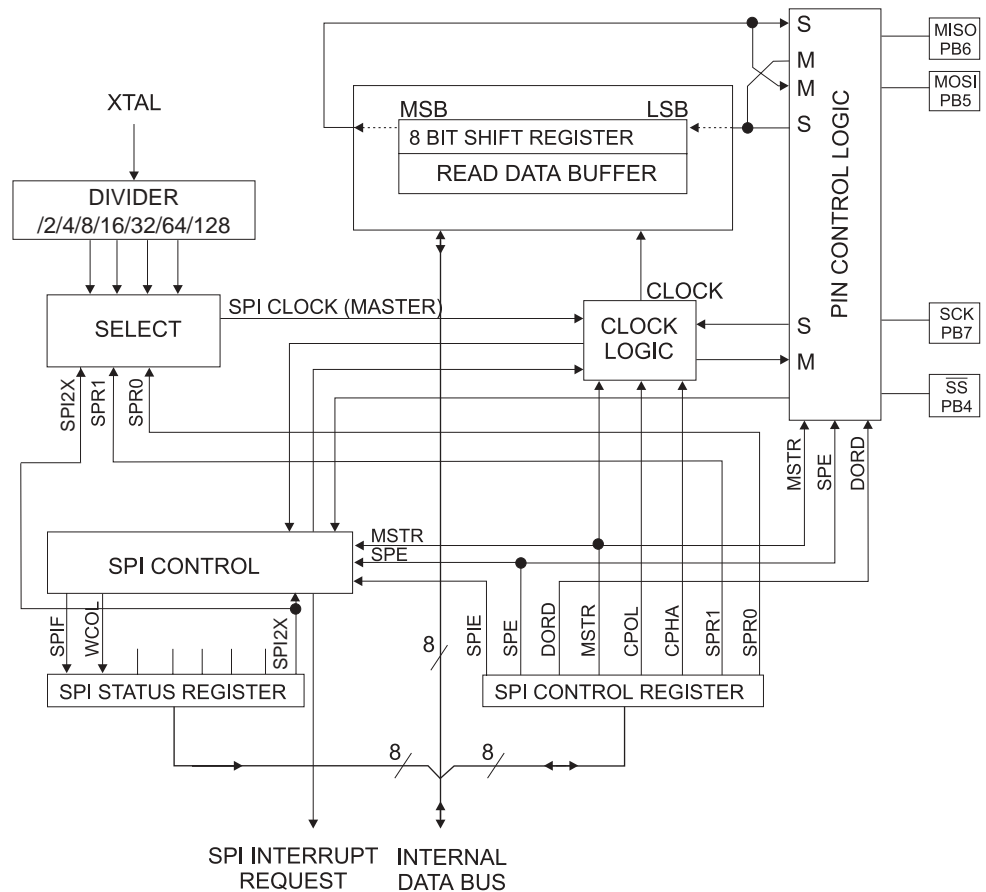 S
M
M
S
MISO
PB6
MOSI
PB5
XTAL
MSB
LSB
8 BIT SHIFT REGISTER
READ DATA BUFFER
DIVIDER
/2/4/8/16/32/64/128
PIN CONTROL LOGIC
SPI CLOCK (MASTER)
CLOCK
SELECT
CLOCK
LOGIC
S
M
SCK
PB7
SS
PB4
SPI2X
SPR1
SPR0
MSTR
SPE
DORD
SPI CONTROL
MSTR
SPE
SPIF
WCOL
SPI2X
SPIE
SPE
DORD
MSTR
CPOL
CPHA
SPR1
SPR0
8
SPI STATUS REGISTER
SPI CONTROL REGISTER
8
8
SPI INTERRUPT
REQUEST
INTERNAL
DATA BUS